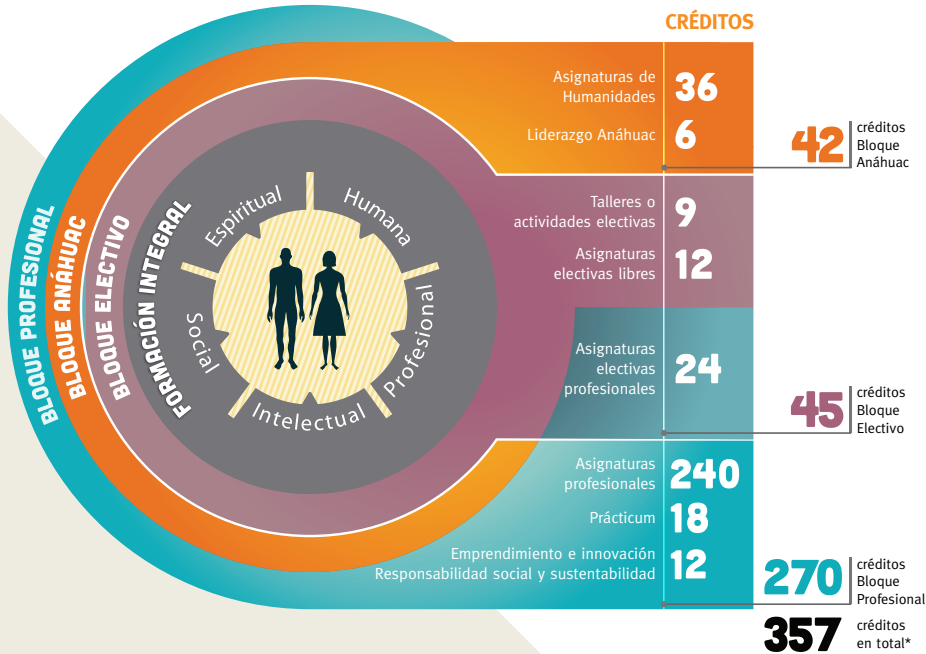 CRÉDITOS
Asignaturas de
Humanidades
36
Liderazgo Anáhuac
6
42
créditos
Bloque
Anáhuac
Talleres o
actividades electivas
9
Asignaturas
electivas libres
12
Asignaturas
electivas
profesionales
24
45
créditos
Bloque
Electivo
Asignaturas
profesionales
240
Prácticum
18
Emprendimiento e innovación
Responsabilidad social y sustentabilidad
12
270
créditos
Bloque
Profesional
357
créditos
en total*
BLOQUE PROFESIONAL
BLOQUE ANÁHUAC
BLOQUE ELECTIVO
FORMACIÓN INTEGRAL
Espiritual
Humana
Profesional
Intelectual
Social